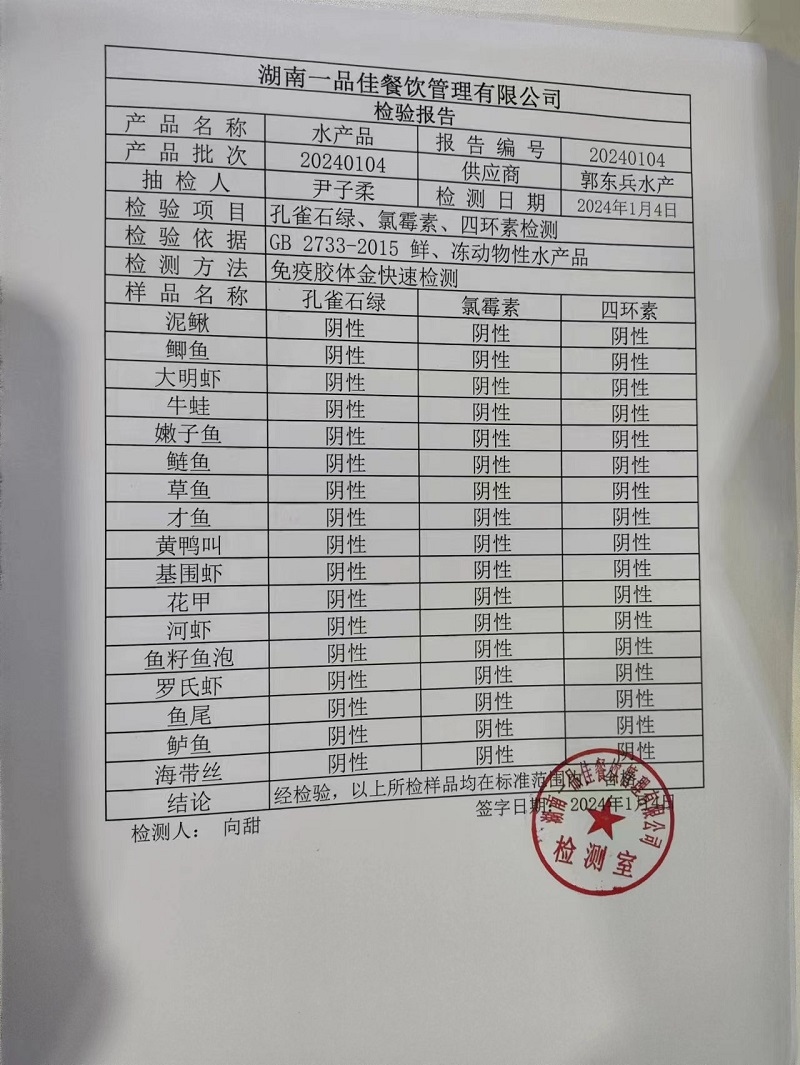 湖南一品佳餐饮管理有限公司
检验报告
产品名称 水产品 报告编号 20240104
产品批次 20240104 供应商 郭东兵水产
抽检人 尹子柔 检测日期 2024年1月4日
检验项目 孔雀石绿、氯霉素、四环素检测
检验依据 GB 2733-2015 鲜、冻动物性水产品
检测方法 免疫胶体金快速检测
样品名称 孔雀石绿 氯霉素 四环素
泥鳅 阴性 阴性 阴性
鲫鱼 阴性 阴性 阴性
大明虾 阴性 阴性 阴性
牛蛙 阴性 阴性 阴性
嫩子鱼 阴性 阴性 阴性
鲢鱼 阴性 阴性 阴性
草鱼 阴性 阴性 阴性
才鱼 阴性 阴性 阴性
黄鸭叫 阴性 阴性 阴性
基围虾 阴性 阴性 阴性
花甲 阴性 阴性 阴性
河虾 阴性 阴性 阴性
鱼籽鱼泡 阴性 阴性 阴性
罗氏虾 阴性 阴性 阴性
鱼尾 阴性 阴性 阴性
鲈鱼 阴性 阴性 阴性
海带丝 阴性 阴性 阴性
结论 经检验，以上所检样品均在标准范围
检测人： 向甜 签字日期： 2024年1月4日
湖南一品佳餐饮管理有限公司
检测室